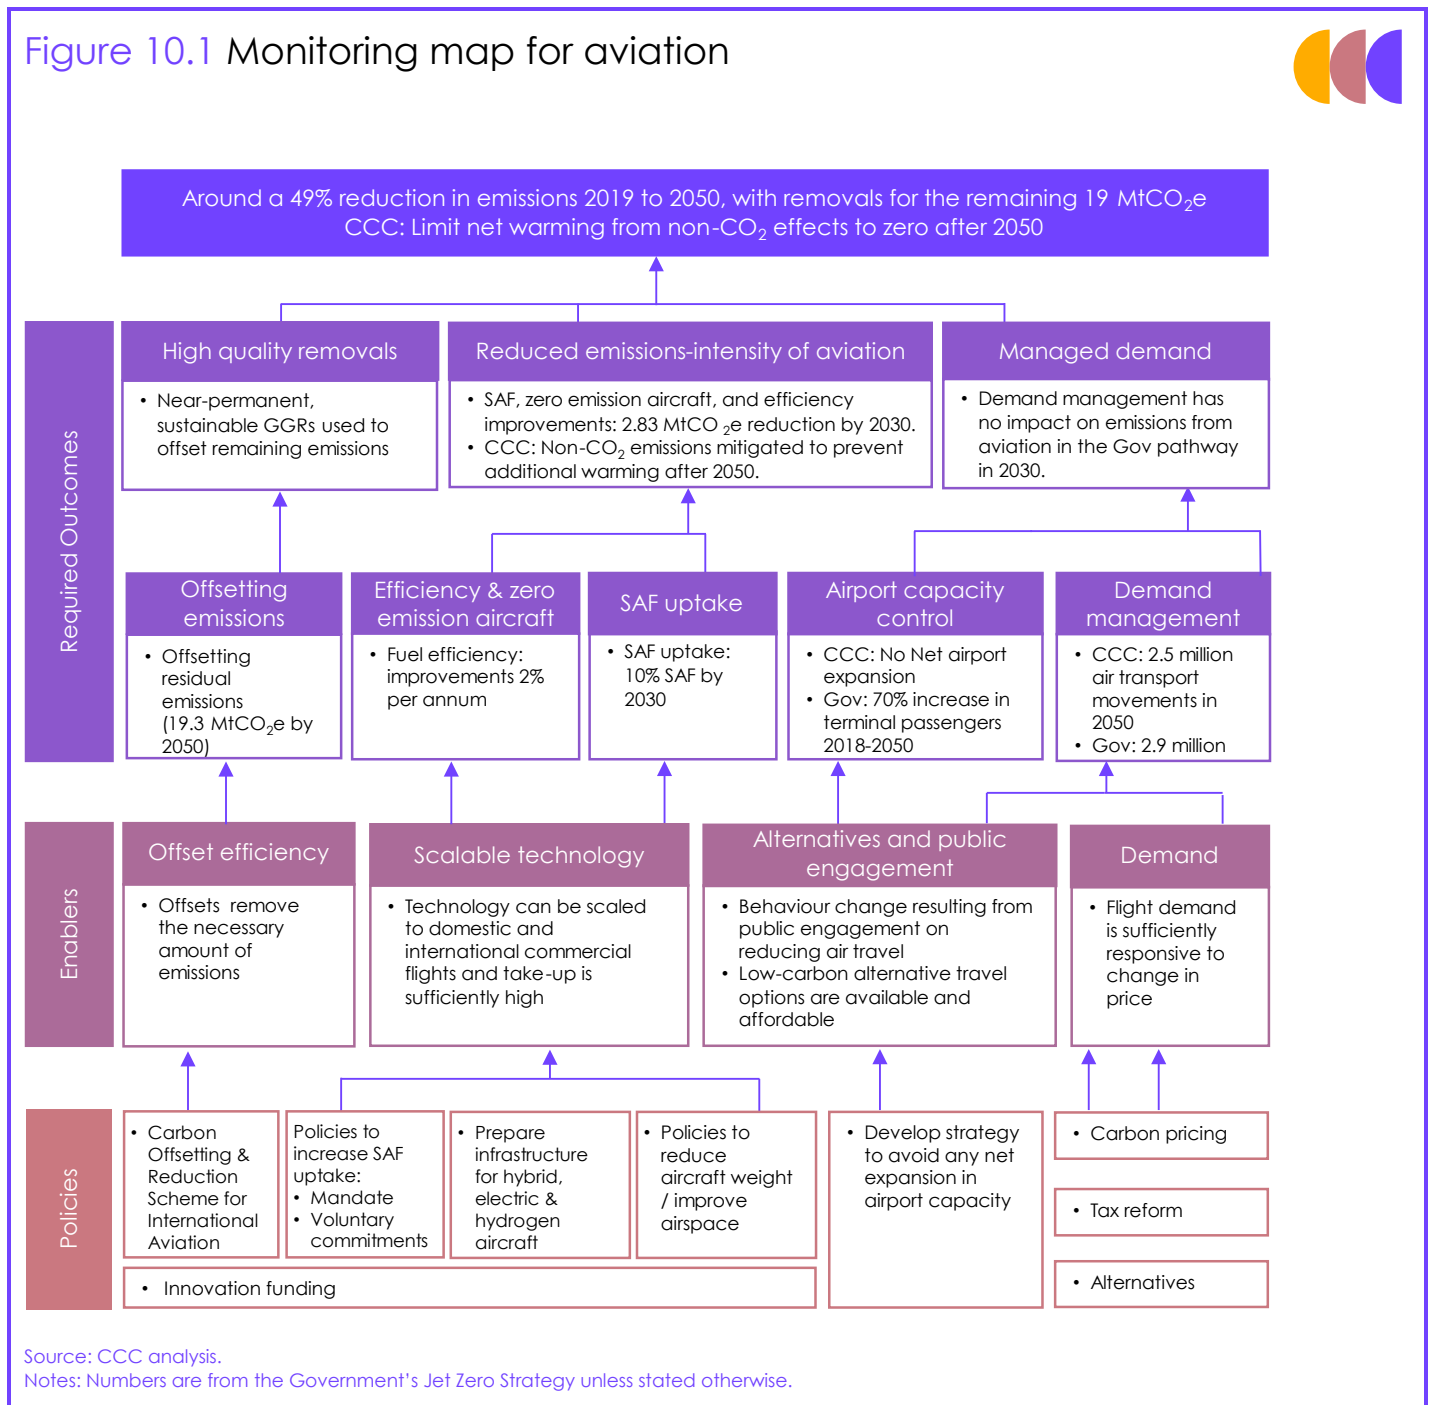 Figure 10.1 Monitoring map for aviation
Around a 49% reduction in emissions 2019 to 2050, with removals for the remaining 19 MtCO2e
CCC: Limit net warming from non-CO2 effects to zero after 2050
Required Outcomes
High quality removals
• Near-permanent,
sustainable GGRs used to
offset remaining emissions
Reduced emissions-intensity of aviation
• SAF, zero emission aircraft, and efficiency
improvements: 2.83 MtCO 2e reduction by 2030.
• CCC: Non-CO2 emissions mitigated to prevent
additional warming after 2050.
Managed demand
• Demand management has
no impact on emissions from
aviation in the Gov pathway
in 2030.
Offsetting
emissions
• Offsetting
residual
emissions
(19.3 MtCO2e by
2050)
Efficiency & zero
emission aircraft
• Fuel efficiency:
improvements 2%
per annum
SAF uptake
• SAF uptake:
10% SAF by
2030
Airport capacity
control
• CCC: No Net airport
expansion
• Gov: 70% increase in
terminal passengers
2018-2050
Demand
management
• CCC: 2.5 million
air transport
movements in
2050
• Gov: 2.9 million
Enablers
Offset efficiency
• Offsets remove
the necessary
amount of
emissions
Scalable technology
• Technology can be scaled
to domestic and
international commercial
flights and take-up is
sufficiently high
Alternatives and public
engagement
• Behaviour change resulting from
public engagement on
reducing air travel
• Low-carbon alternative travel
options are available and
affordable
Demand
• Flight demand
is sufficiently
responsive to
change in
price
Policies
• Carbon
Offsetting &
Reduction
Scheme for
International
Aviation
Policies to
increase SAF
uptake:
• Mandate
• Voluntary
commitments
• Prepare
infrastructure
for hybrid,
electric &
hydrogen
aircraft
• Policies to
reduce
aircraft weight
/ improve
airspace
• Innovation funding
• Develop strategy
to avoid any net
expansion in
airport capacity
• Carbon pricing
• Tax reform
• Alternatives
Source: CCC analysis.
Notes: Numbers are from the Government's Jet Zero Strategy unless stated otherwise.